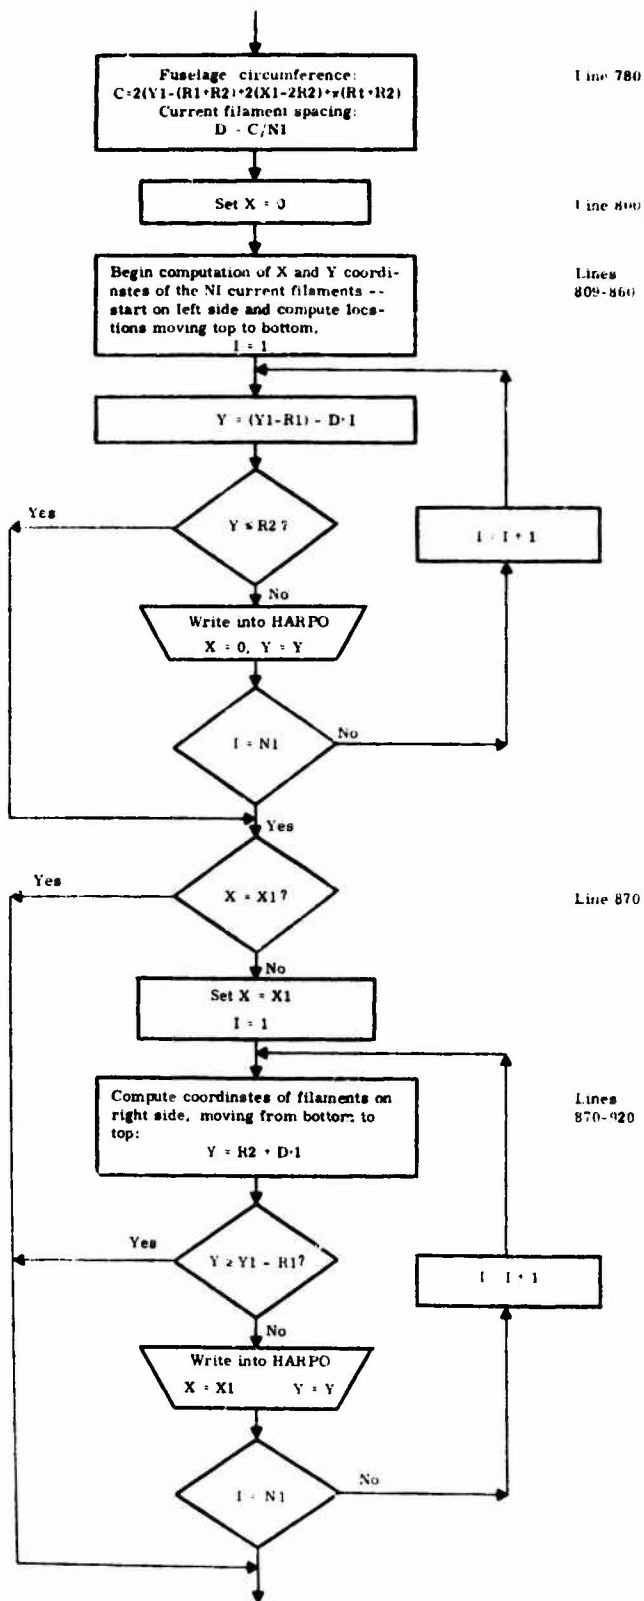 Fuselage circumference:
C=2(Y1-(R1+R2)+2(X1-2R2)+π(R1+R2)
Current filament spacing:
D - C/N1
Line 780
Set X = 0
Line 800
Begin computation of X and Y coordi-
nates of the NI current filaments --
start on left side and compute loca-
tions moving top to bottom.
I = 1
Lines
809-860
Y = (Y1-R1) - D·I
Yes
Y ≤ R2?
I = I + 1
No
Write into HARPO
X = 0, Y = Y
I = N1
No
Yes
Yes
X = X1?
Line 870
No
Set X = X1
I = 1
Compute coordinates of filaments on
right side, moving from bottom to
top:
Y = R2 + D·I
Lines
870-920
Yes
Y ≥ Y1 - R1?
I I + 1
No
Write into HARPO
X = X1 Y = Y
I = N1
No